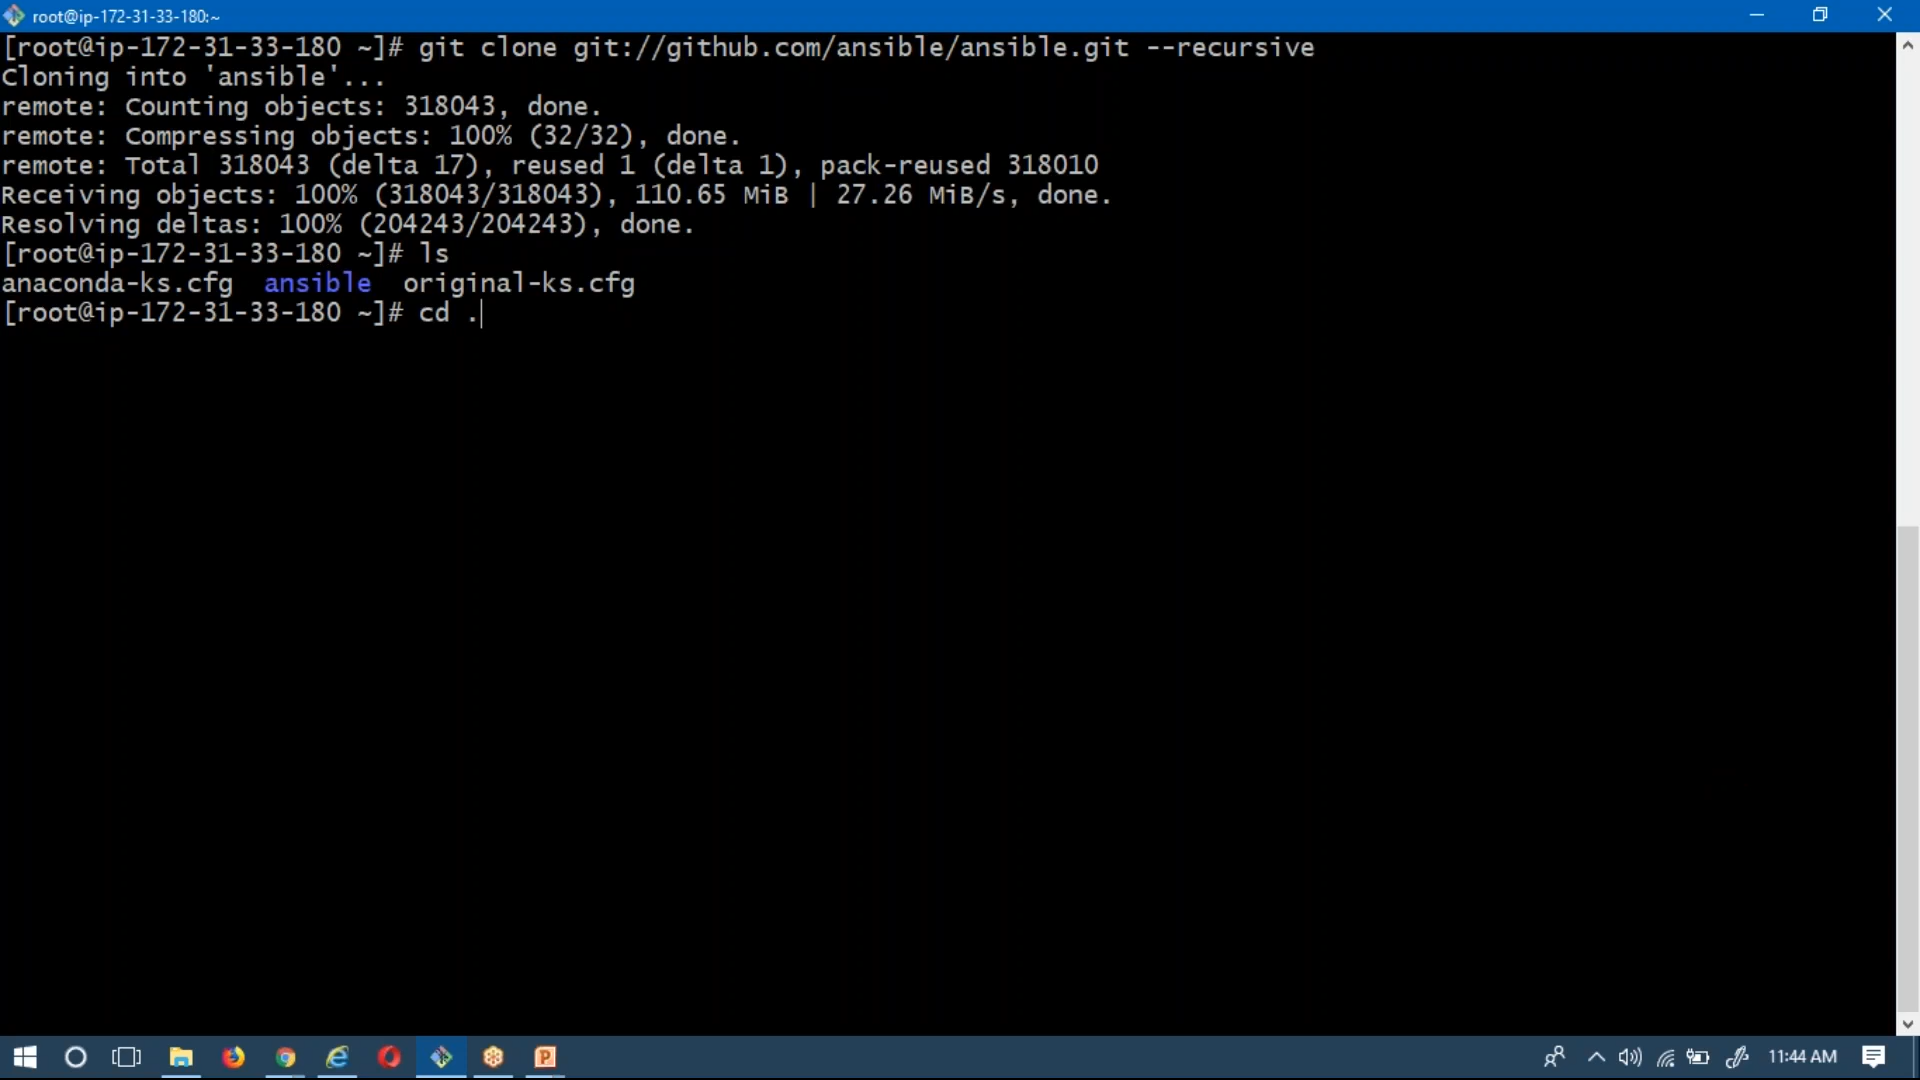 root@ip-172-31-33-180:~
[root@ip-172-31-33-180 ~]# git clone git://github.com/ansible/ansible.git --recursive
Cloning into 'ansible'...
remote: Counting objects: 318043, done.
remote: Compressing objects: 100% (32/32), done.
remote: Total 318043 (delta 17), reused 1 (delta 1), pack-reused 318010
Receiving objects: 100% (318043/318043), 110.65 MiB | 27.26 MiB/s, done.
Resolving deltas: 100% (204243/204243), done.
[root@ip-172-31-33-180 ~]# ls
anaconda-ks.cfg  ansible  original-ks.cfg
[root@ip-172-31-33-180 ~]# cd .
11:44 AM